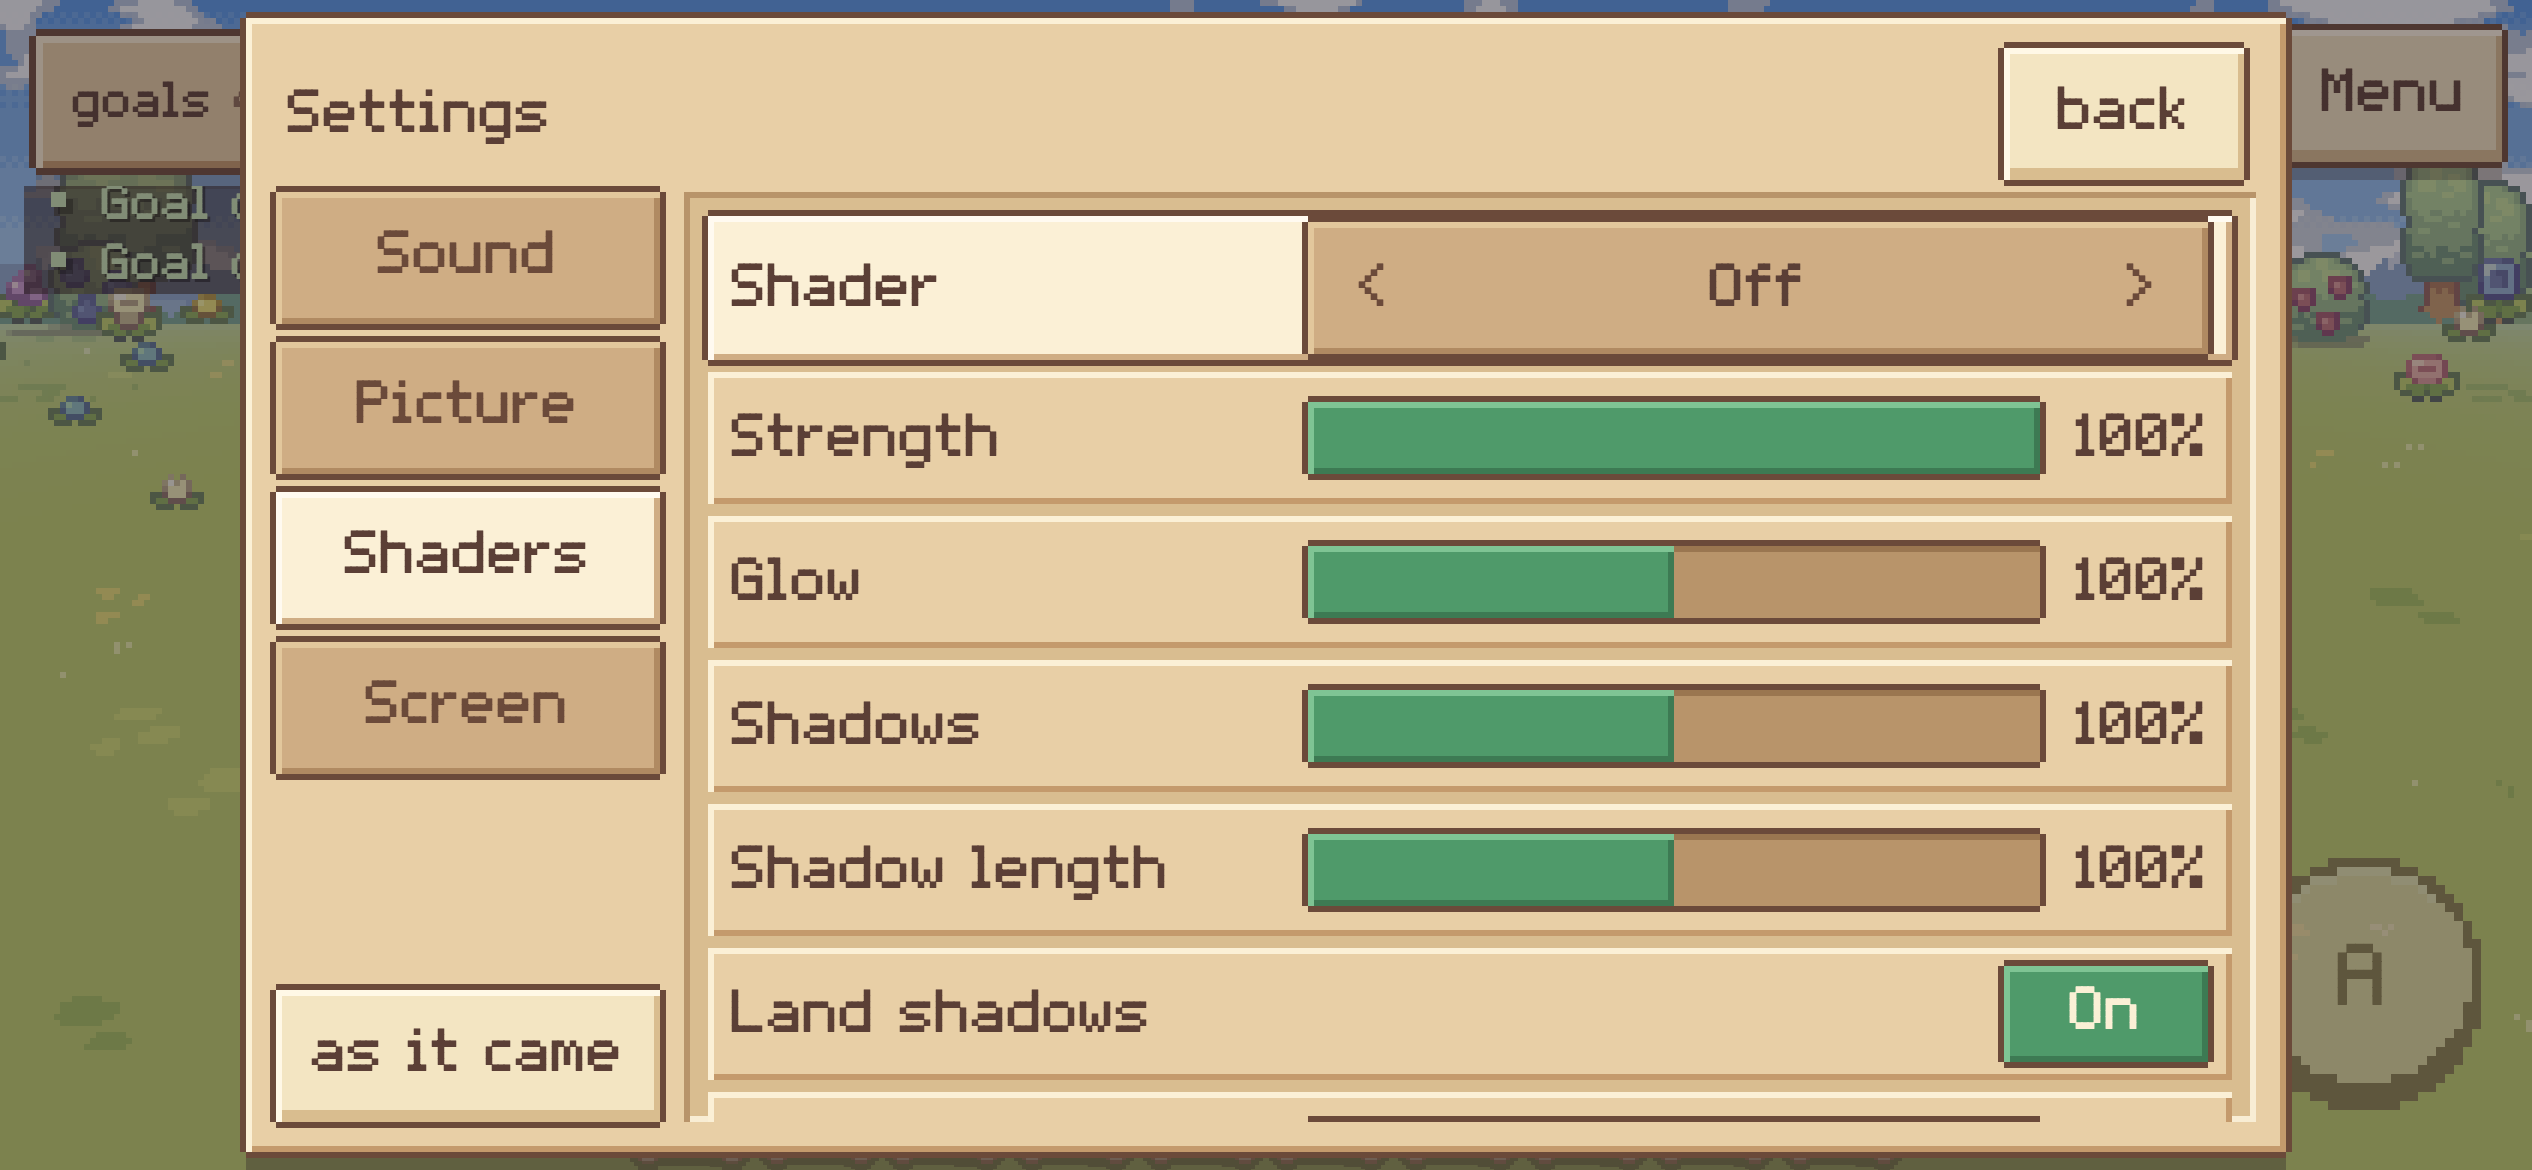 goals
Settings
back
Menu
Goal
Goal
Sound
Picture
Shaders
Screen
as it came
Shader < Off >
Strength 100%
Glow 100%
Shadows 100%
Shadow length 100%
Land shadows On
A